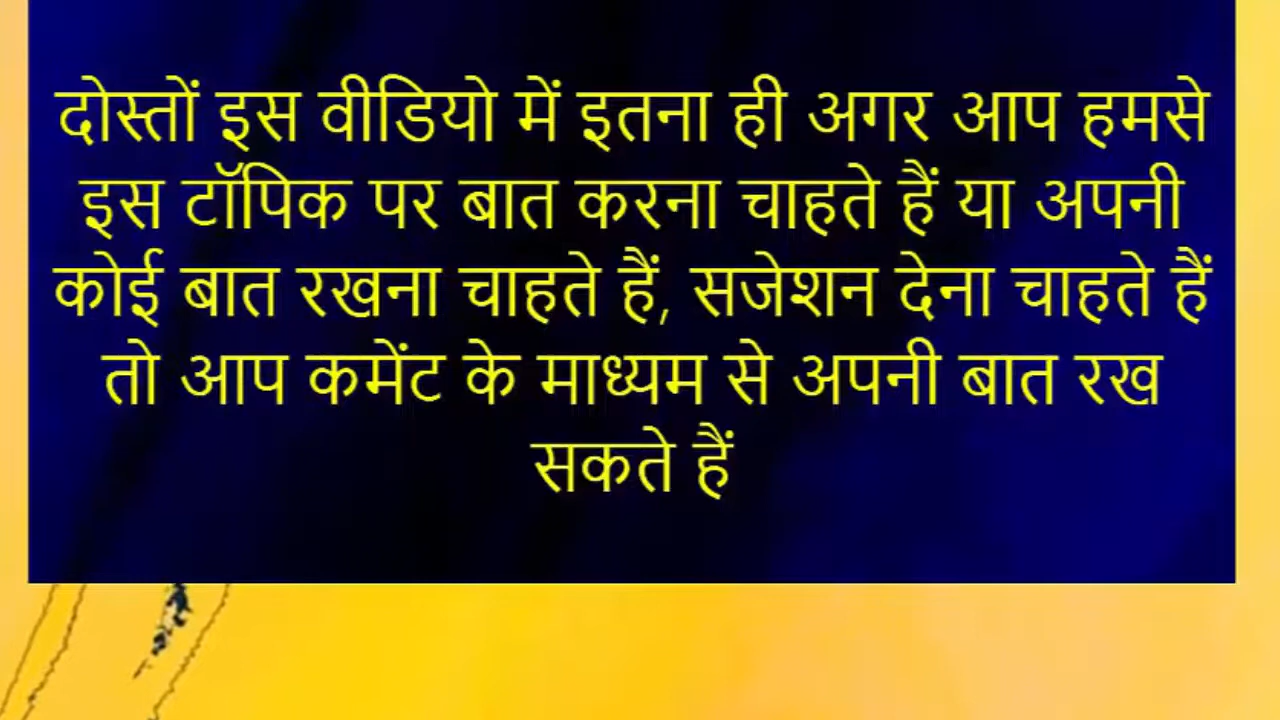 दोस्तों इस वीडियो में इतना ही अगर आप हमसे
इस टॉपिक पर बात करना चाहते हैं या अपनी
कोई बात रखना चाहते हैं, सजेशन देना चाहते हैं
तो आप कमेंट के माध्यम से अपनी बात रख
सकते हैं